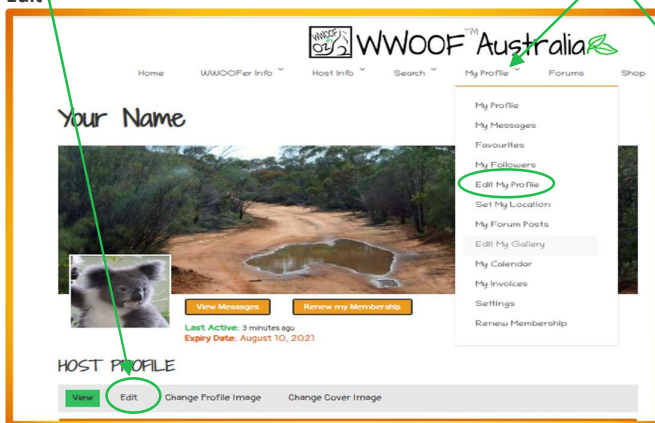 Edit
WWOOF
OZ
WWOOF Australia™
Home WWOOFer Info Host Info Search My Profile Forums Shop
Your Name
My Profile
My Messages
Favourites
My Followers
Edit My Profile
Set My Location
My Forum Posts
Edit My Gallery
My Calendar
My Invoices
Settings
Renew Membership
View Messages Renew my Membership
Last Active: 3 minutes ago
Expiry Date: August 10, 2021
HOST PROFILE
View Edit Change Profile Image Change Cover Image